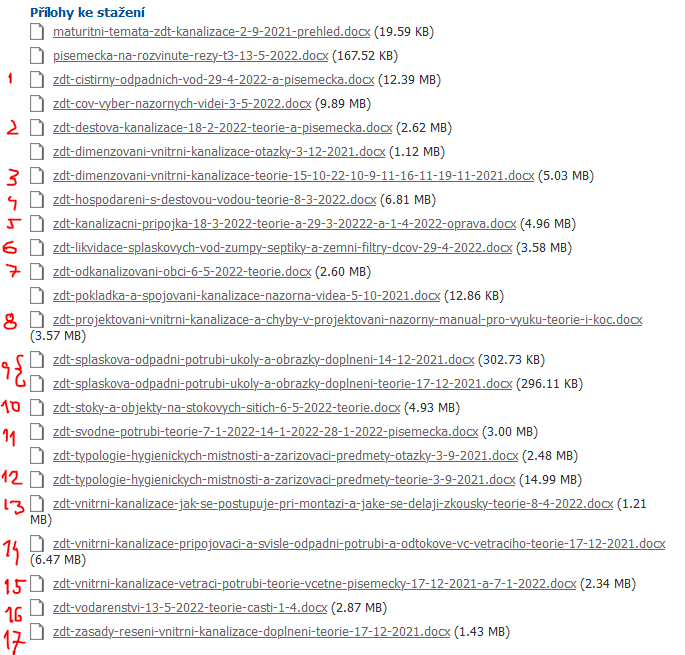 Přílohy ke stažení
maturitni-temata-zdt-kanalizace-2-9-2021-prehled.docx (19.59 KB)
pisemecka-na-rozvinute-rezy-t3-13-5-2022.docx (167.52 KB)
1 zdt-cistirny-odpadnich-vod-29-4-2022-a-pisemecka.docx (12.39 MB)
zdt-cov-vyber-nazornych-videi-3-5-2022.docx (9.89 MB)
2 zdt-destova-kanalizace-18-2-2022-teorie-a-pisemecka.docx (2.62 MB)
zdt-dimenzovani-vnitrni-kanalizace-otazky-3-12-2021.docx (1.12 MB)
3 zdt-dimenzovani-vnitrni-kanalizace-teorie-15-10-22-10-9-11-16-11-19-11-2021.docx (5.03 MB)
4 zdt-hospodareni-s-destovou-vodou-teorie-8-3-2022.docx (6.81 MB)
5 zdt-kanalizacni-pripojka-18-3-2022-teorie-a-29-3-20222-a-1-4-2022-oprava.docx (4.96 MB)
6 zdt-likvidace-splaskovych-vod-zumpy-septiky-a-zemni-filtry-dcov-29-4-2022.docx (3.58 MB)
7 zdt-odkanalizovani-obci-6-5-2022-teorie.docx (2.60 MB)
zdt-pokladka-a-spojovani-kanalizace-nazorna-videa-5-10-2021.docx (12.86 KB)
8 zdt-projektovani-vnitrni-kanalizace-a-chyby-v-projektovani-nazorny-manual-pro-vyuku-teorie-i-koc.docx
(3.57 MB)
9{ zdt-splaskova-odpadni-potrubi-ukoly-a-obrazky-doplneni-14-12-2021.docx (302.73 KB)
zdt-splaskova-odpadni-potrubi-ukoly-a-obrazky-doplneni-teorie-17-12-2021.docx (296.11 KB)
10 zdt-stoky-a-objekty-na-stokovych-sitich-6-5-2022-teorie.docx (4.93 MB)
11 zdt-svodne-potrubi-teorie-7-1-2022-14-1-2022-28-1-2022-pisemecka.docx (3.00 MB)
zdt-typologie-hygienickych-mistnosti-a-zarizovaci-predmety-otazky-3-9-2021.docx (2.48 MB)
12 zdt-typologie-hygienickych-mistnosti-a-zarizovaci-predmety-teorie-3-9-2021.docx (14.99 MB)
13 zdt-vnitrni-kanalizace-jak-se-postupuje-pri-montazi-a-jake-se-delaji-zkousky-teorie-8-4-2022.docx (1.21
MB)
14 zdt-vnitrni-kanalizace-pripojovaci-a-svisle-odpadni-potrubi-a-odtokove-vc-vetraciho-teorie-17-12-2021.docx
(6.47 MB)
15 zdt-vnitrni-kanalizace-vetraci-potrubi-teorie-vcetne-pisemecky-17-12-2021-a-7-1-2022.docx (2.34 MB)
16 zdt-vodarenstvi-13-5-2022-teorie-casti-1-4.docx (2.87 MB)
17 zdt-zasady-reseni-vnitrni-kanalizace-doplneni-teorie-17-12-2021.docx (1.43 MB)